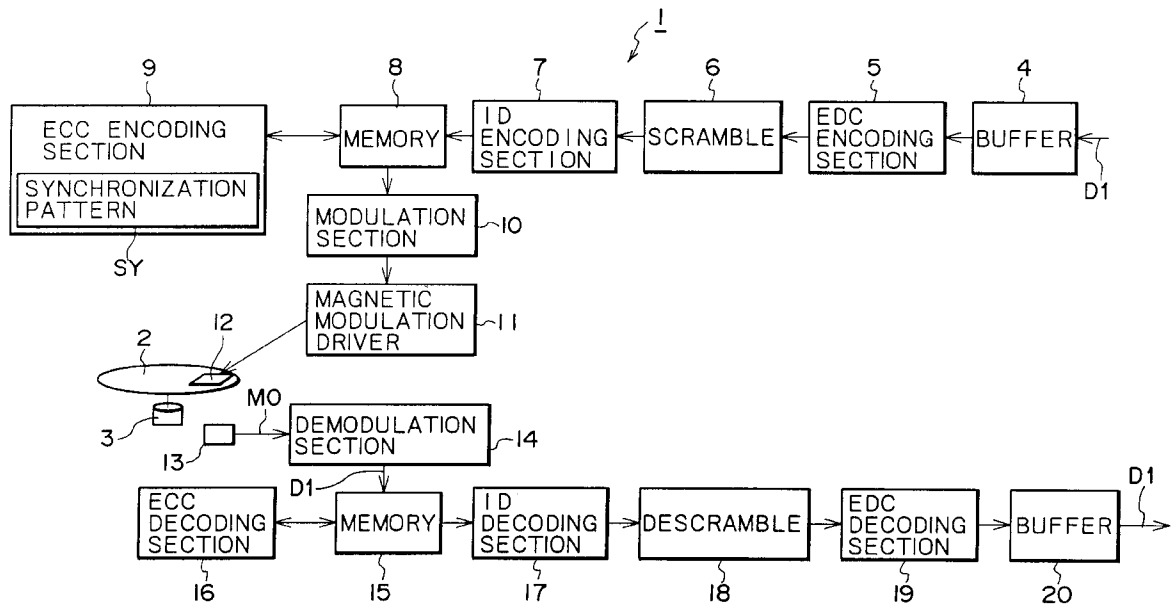 1
9
8
7
6
5
4
ECC ENCODING
SECTION
SYNCHRONIZATION
PATTERN
SY
MEMORY
ID
ENCODING
SECTION
SCRAMBLE
EDC
ENCODING
SECTION
BUFFER
D1
MODULATION
SECTION
10
MAGNETIC
MODULATION
DRIVER
11
2
12
3
13
MO
DEMODULATION
SECTION
14
D1
ECC
DECODING
SECTION
MEMORY
ID
DECODING
SECTION
DESCRAMBLE
EDC
DECODING
SECTION
BUFFER
D1
16
15
17
18
19
20